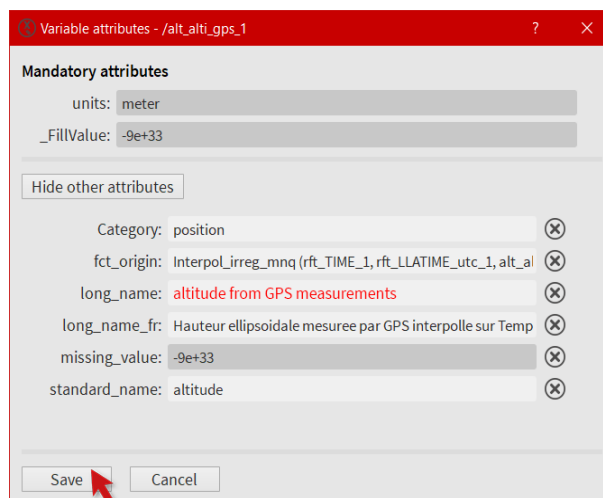 Variable attributes - /alt_alti_gps_1 ? ×
Mandatory attributes
units: meter
_FillValue: -9e+33
Hide other attributes
Category: position
fct_origin: Interpol_irreg_mnq (rft_TIME_1, rft_LLATIME_utc_1, alt_al
long_name: altitude from GPS measurements
long_name_fr: Hauteur ellipsoidale mesuree par GPS interpolle sur Temp
missing_value: -9e+33
standard_name: altitude
Save Cancel